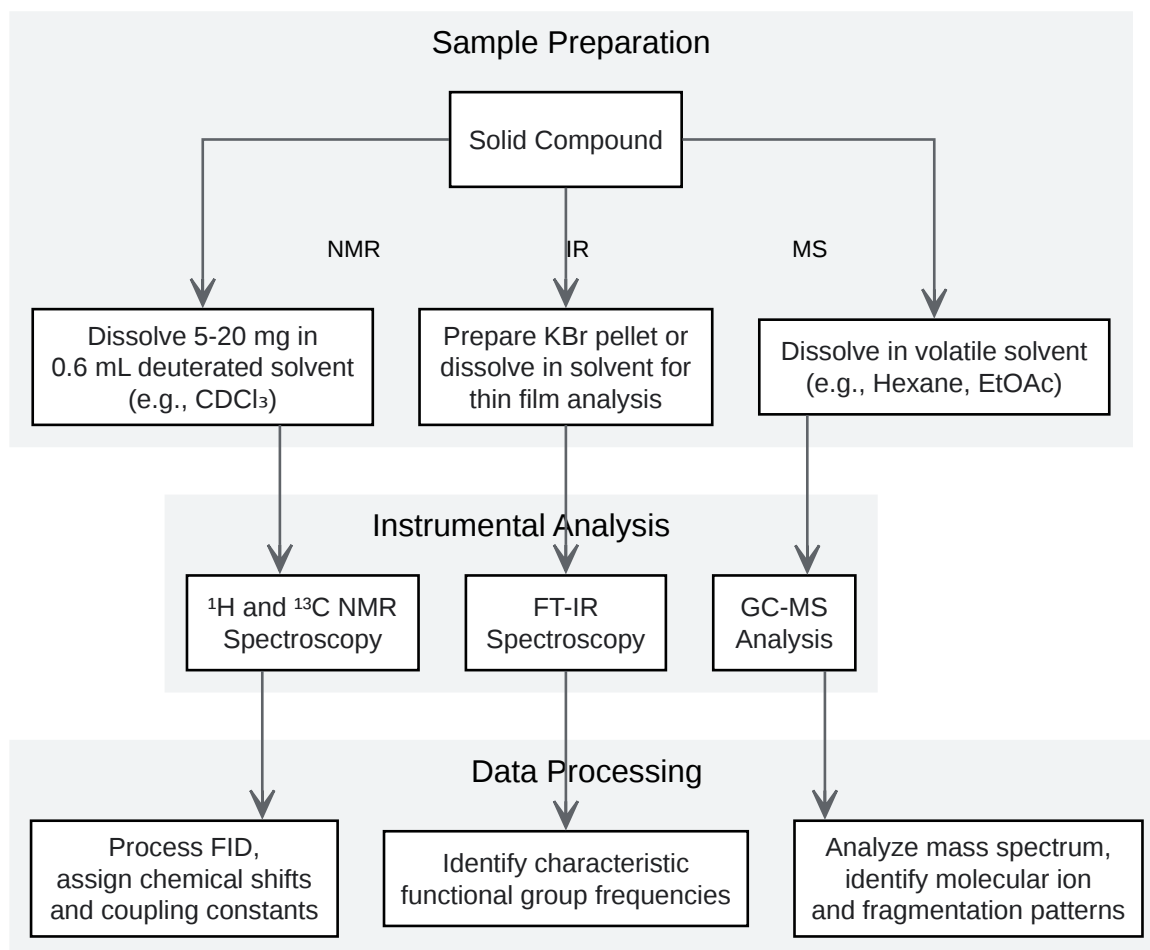 Sample Preparation
Solid Compound
NMR
IR
MS
Dissolve 5-20 mg in
0.6 mL deuterated solvent
(e.g., CDCl₃)
Prepare KBr pellet or
dissolve in solvent for
thin film analysis
Dissolve in volatile solvent
(e.g., Hexane, EtOAc)
Instrumental Analysis
¹H and ¹³C NMR
Spectroscopy
FT-IR
Spectroscopy
GC-MS
Analysis
Data Processing
Process FID,
assign chemical shifts
and coupling constants
Identify characteristic
functional group frequencies
Analyze mass spectrum,
identify molecular ion
and fragmentation patterns